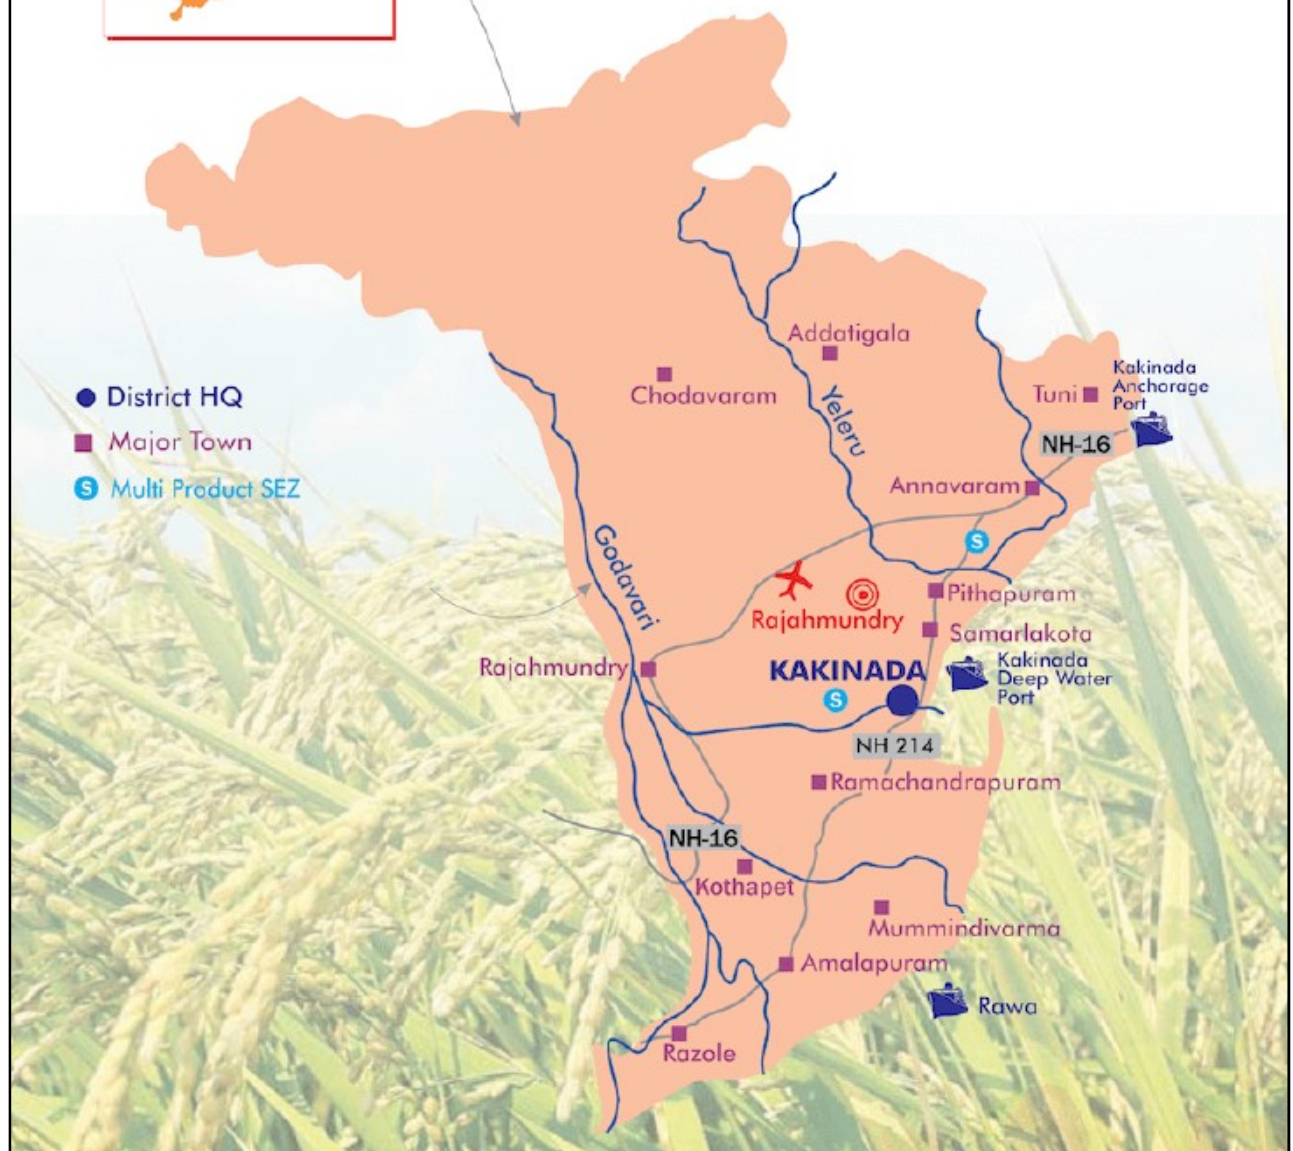 Addatigala
Chodavaram
Yeleru
Kakinada
Anchorage
Port
Tuni
District HQ
NH-16
Major Town
S Multi Product SEZ
Annavaram
S
Godavari
Pithapuram
Rajahmundry
Samarlakota
Rajahmundry
KAKINADA
Kakinada
Deep Water
Port
S
NH 214
Ramachandrapuram
NH-16
Kothapet
Mummindivarma
Amalapuram
Rawa
Razole